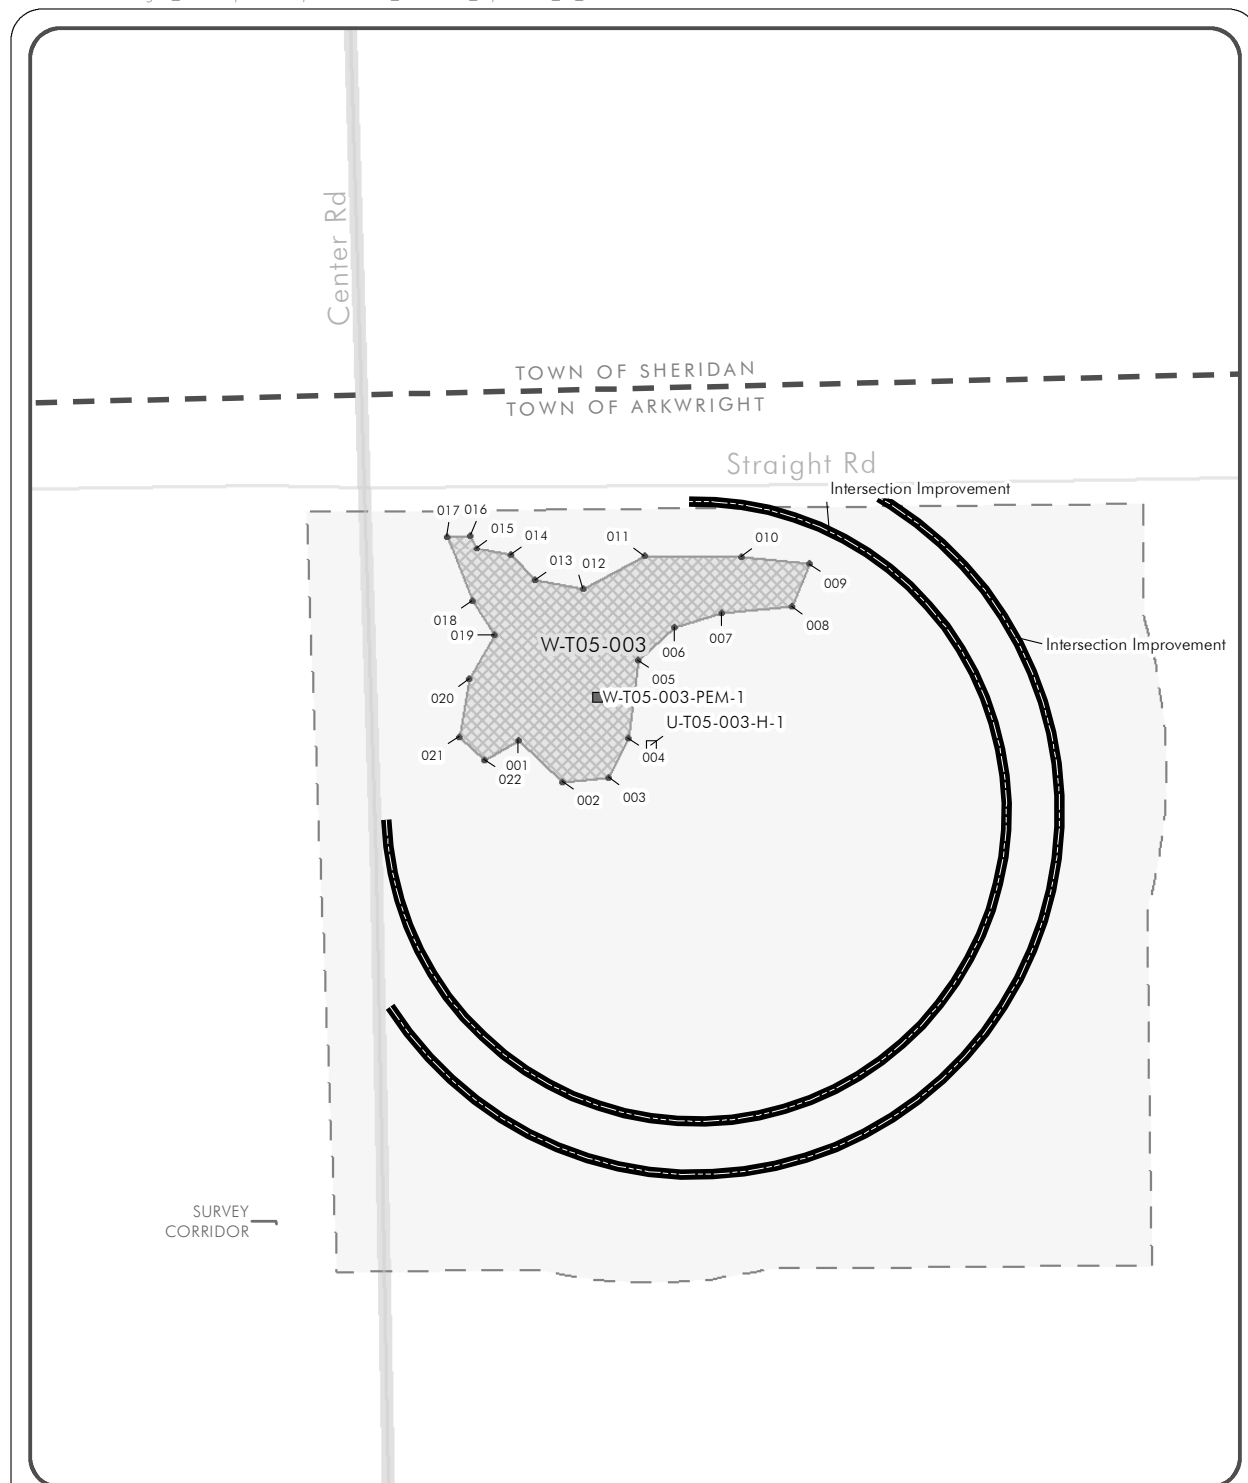 Center Rd
TOWN OF SHERIDAN
TOWN OF ARKWRIGHT
Straight Rd
Intersection Improvement
017
016
015
014
013
012
011
010
009
018
019
W-T05-003
006
007
008
Intersection Improvement
005
020
W-T05-003-PEM-1
U-T05-003-H-1
021
001
022
004
002
003
SURVEY
CORRIDOR